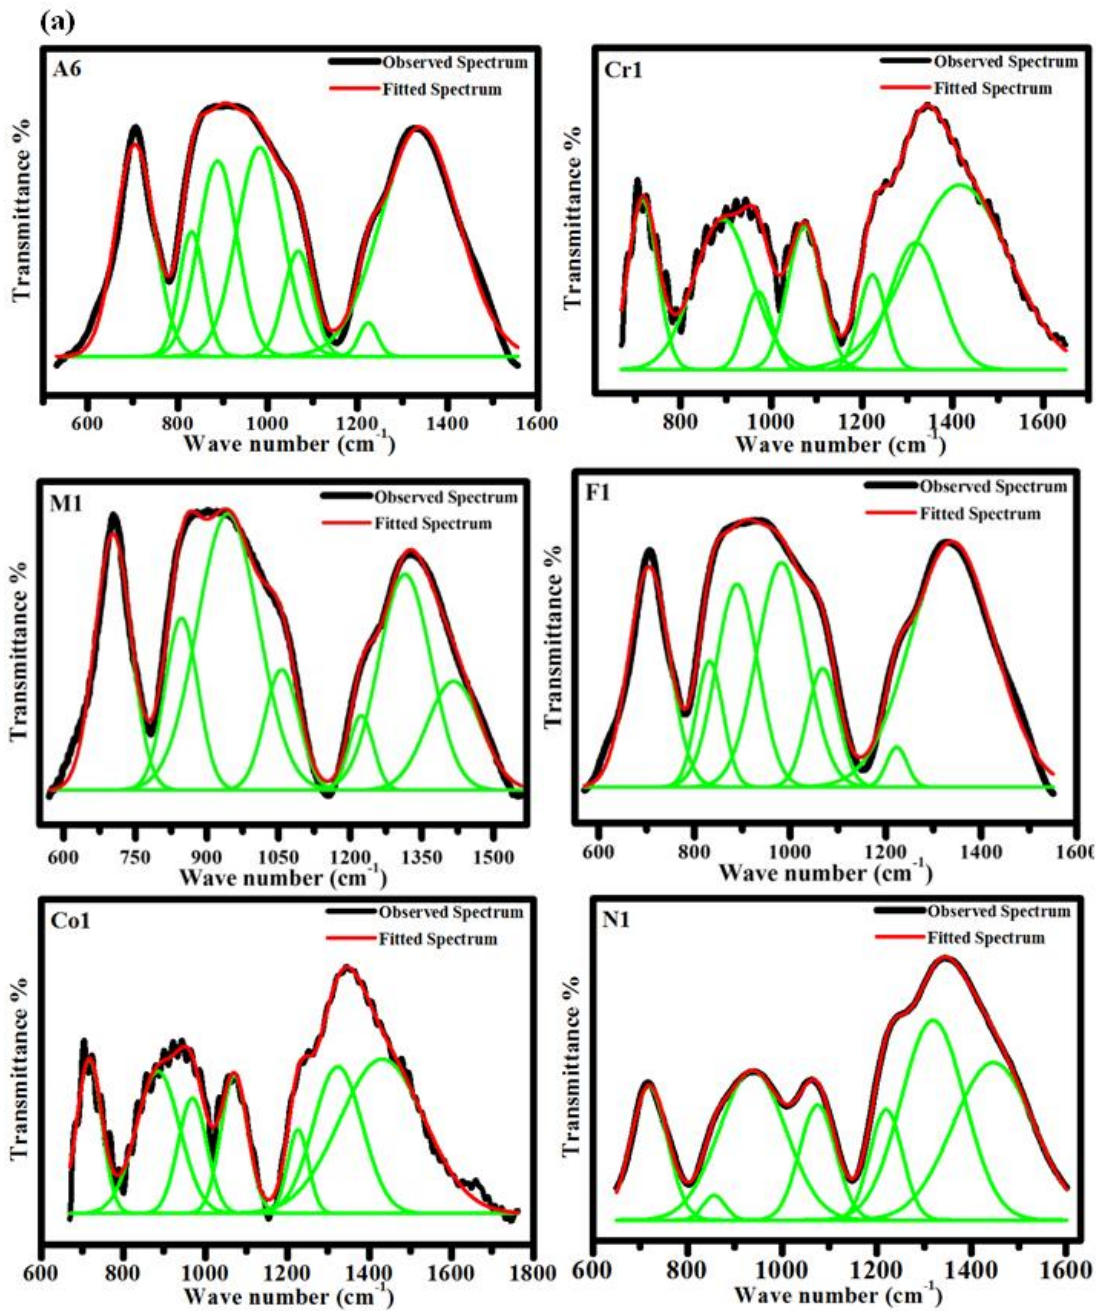 (a)
A6
Observed Spectrum
Fitted Spectrum
Transmittance %
600 800 1000 1200 1400 1600
Wave number (cm-1)
Cr1
Observed Spectrum
Fitted Spectrum
Transmittance %
800 1000 1200 1400 1600
Wave number (cm-1)
M1
Observed Spectrum
Fitted Spectrum
Transmittance %
600 750 900 1050 1200 1350 1500
Wave number (cm-1)
F1
Observed Spectrum
Fitted Spectrum
Transmittance %
600 800 1000 1200 1400 1600
Wave number (cm-1)
Co1
Observed Spectrum
Fitted Spectrum
Transmittance %
600 800 1000 1200 1400 1600 1800
Wave number (cm-1)
N1
Observed Spectrum
Fitted Spectrum
Transmittance %
600 800 1000 1200 1400 1600
Wave number (cm-1)